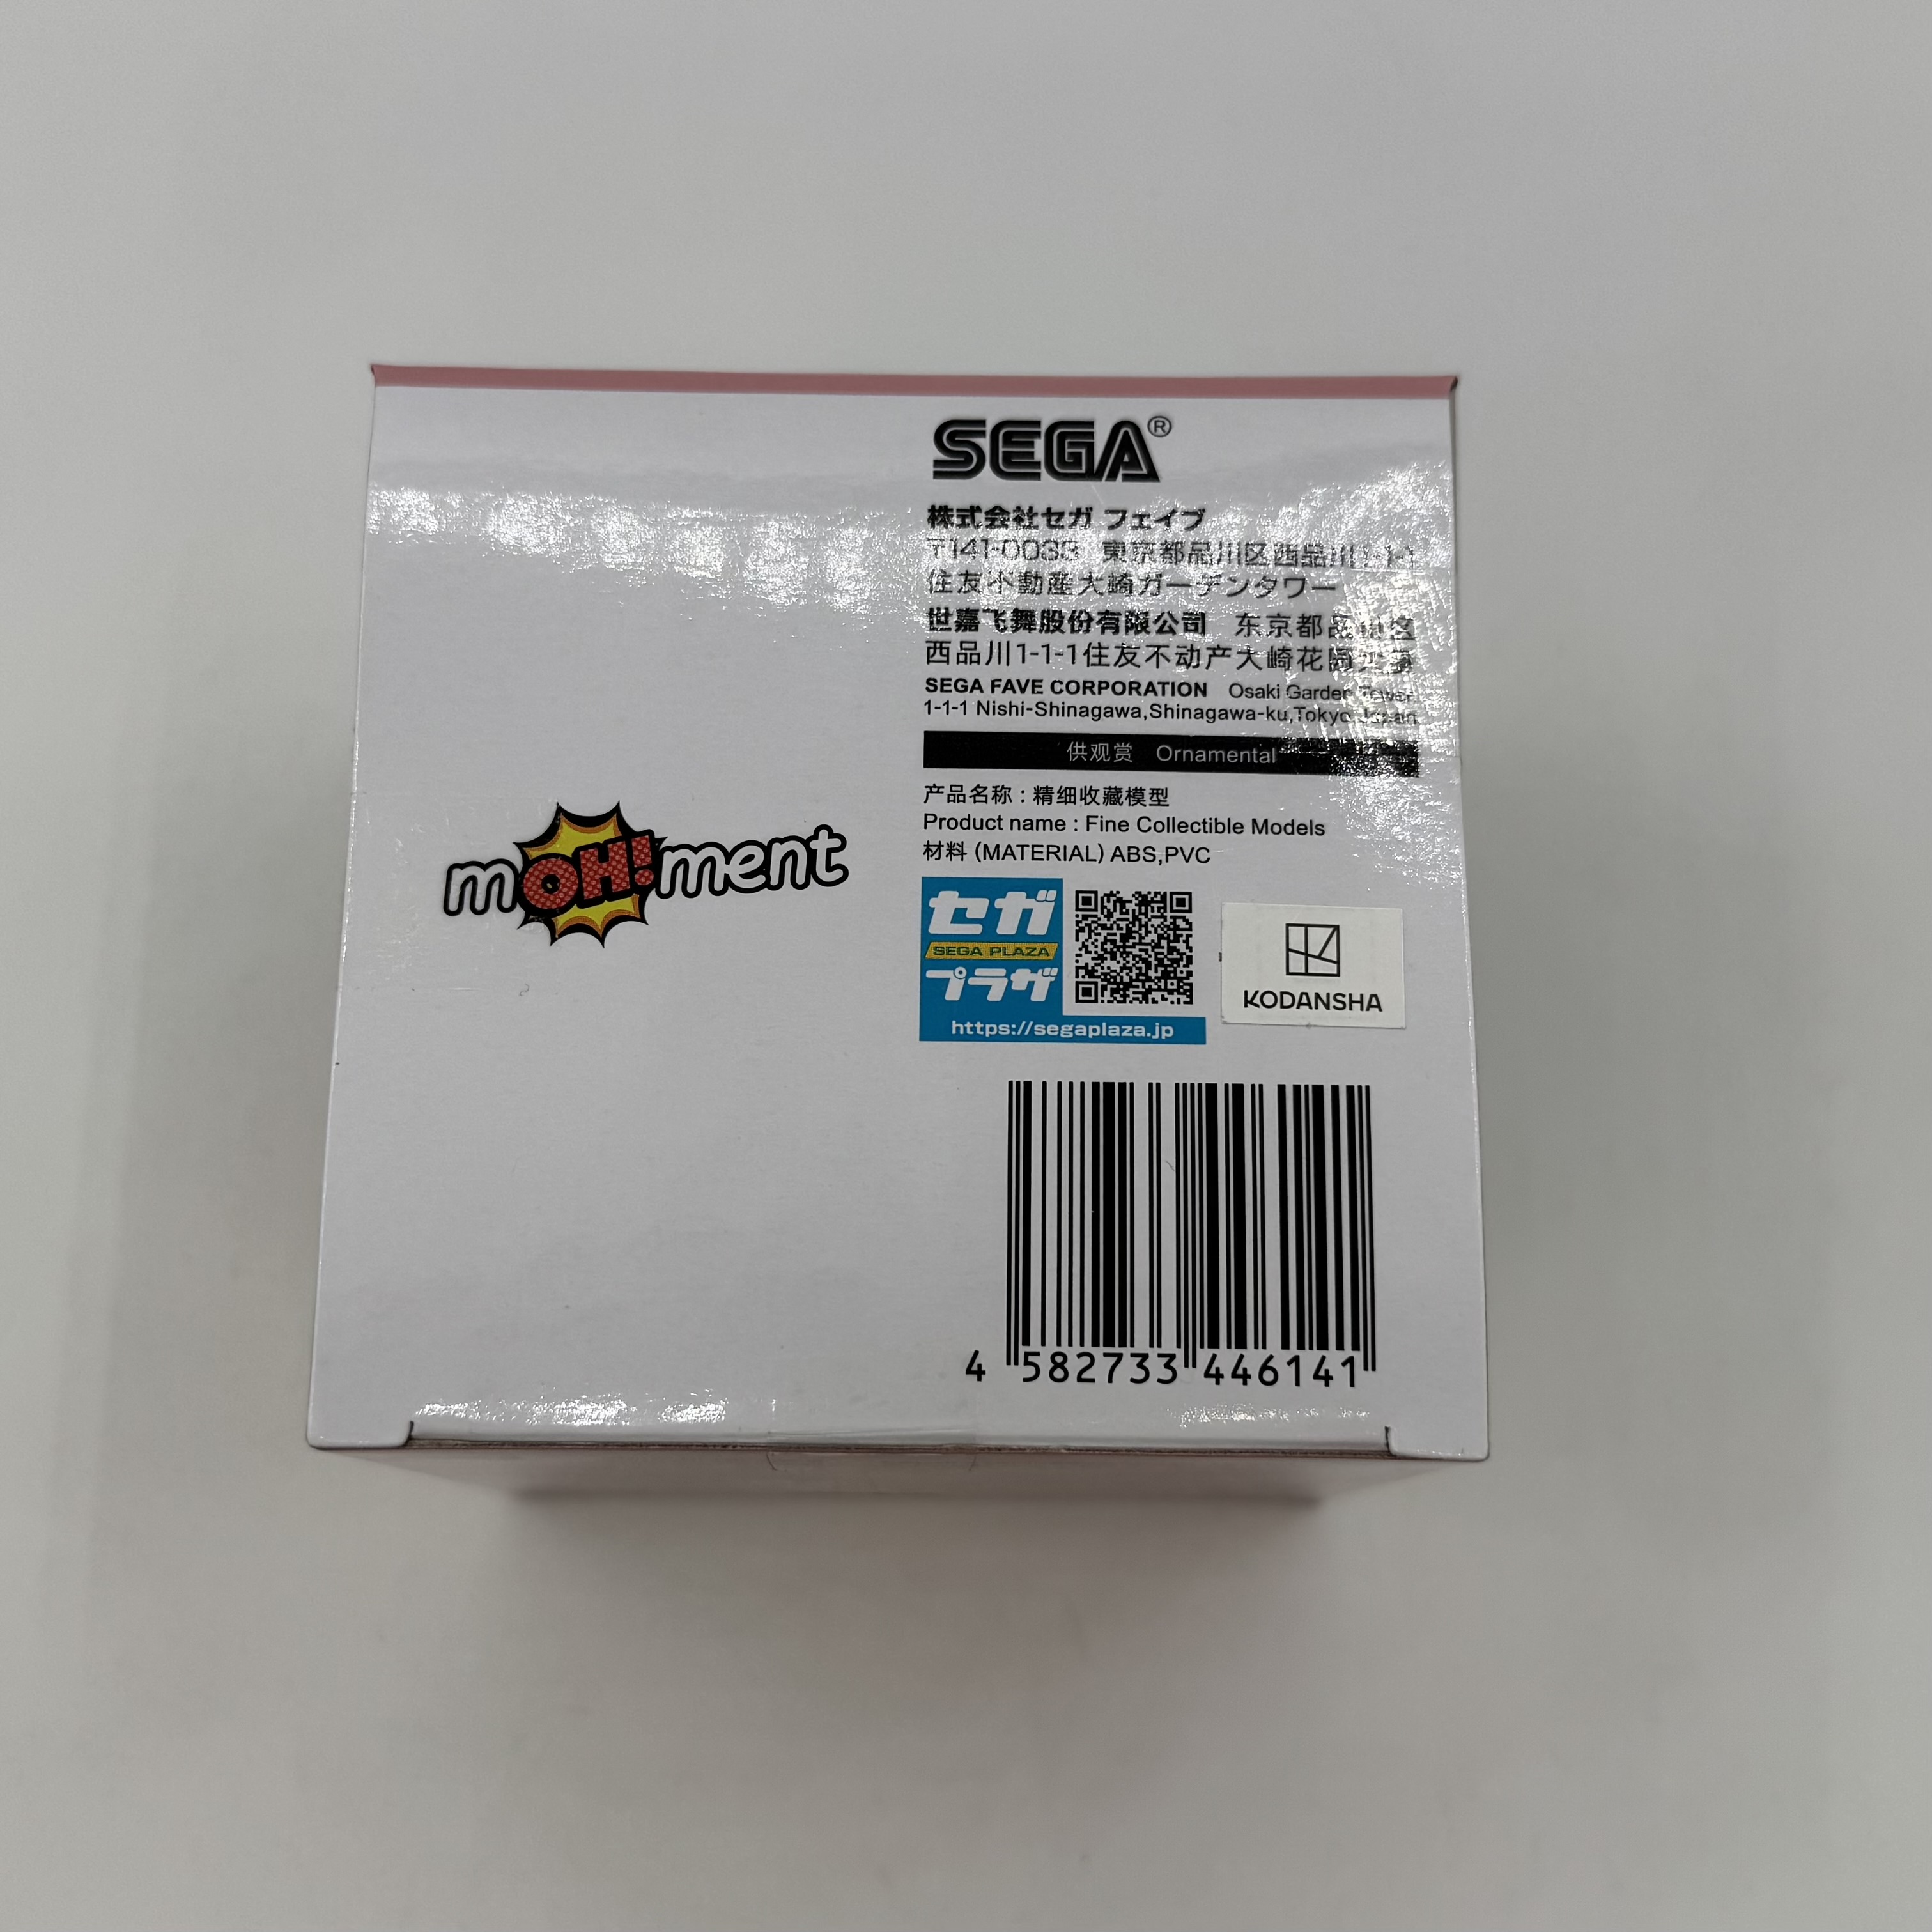 SEGA®
株式会社セガ フェイブ
〒141-0033 東京都品川区西品川1-1-1
住友不動産大崎ガーデンタワー
世嘉飞舞股份有限公司 东京都品川区
西品川1-1-1住友不动产大崎花园
SEGA FAVE CORPORATION Osaki Garden Tower
1-1-1 Nishi-Shinagawa,Shinagawa-ku,Tokyo Japan
供观赏 Ornamental
产品名称：精细收藏模型
Product name : Fine Collectible Models
材料 (MATERIAL) ABS,PVC
mOH!ment
セガ
SEGA PLAZA
プラザ
https://segaplaza.jp
KODANSHA
4 582733 446141